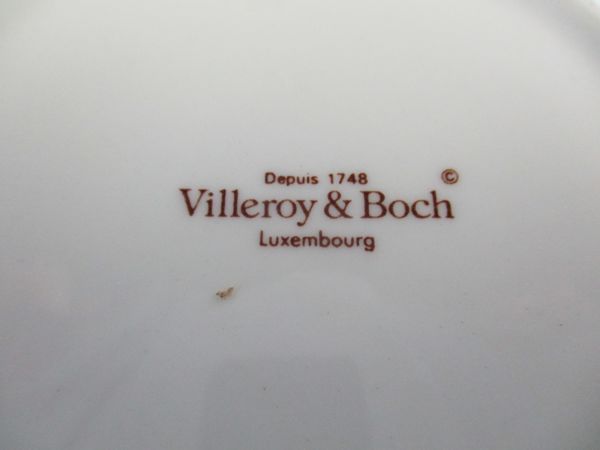 Depuis 1748 ©
Villeroy & Boch
Luxembourg